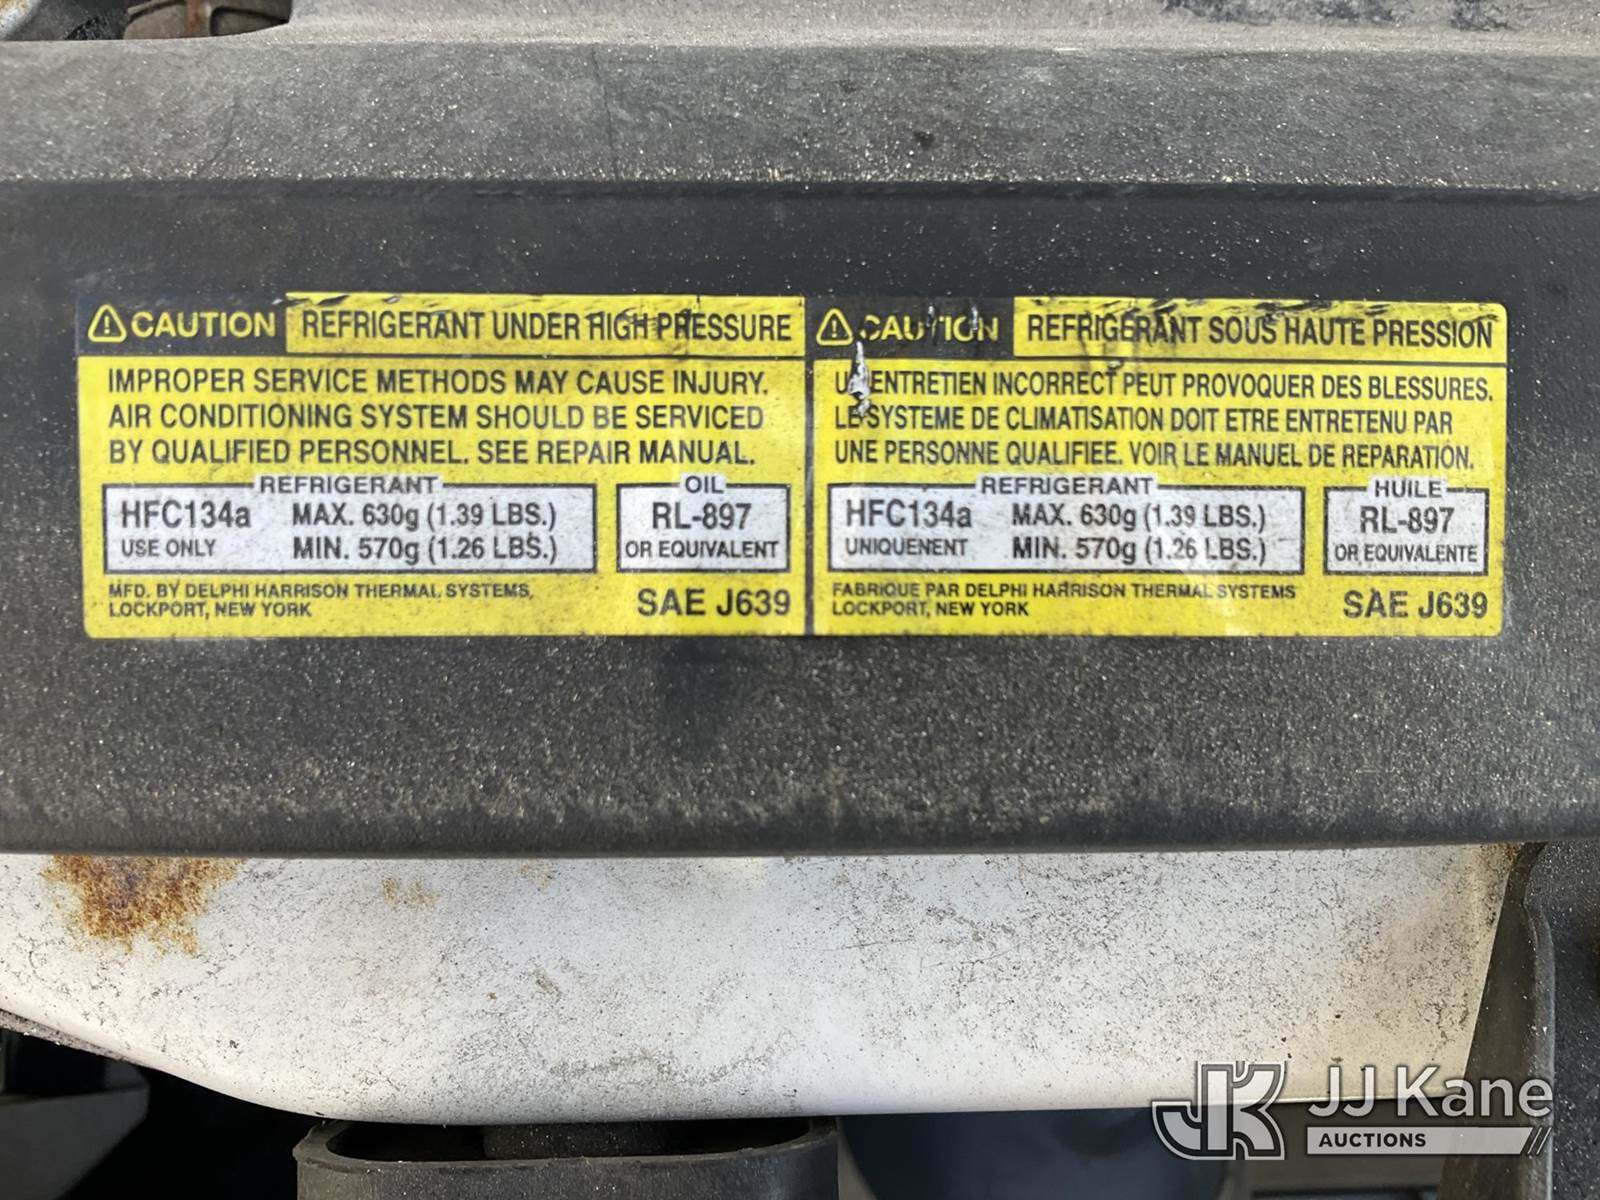 CAUTION REFRIGERANT UNDER HIGH PRESSURE
IMPROPER SERVICE METHODS MAY CAUSE INJURY.
AIR CONDITIONING SYSTEM SHOULD BE SERVICED
BY QUALIFIED PERSONNEL. SEE REPAIR MANUAL.
REFRIGERANT
HFC134a MAX. 630g (1.39 LBS.)
USE ONLY MIN. 570g (1.26 LBS.)
OIL
RL-897
OR EQUIVALENT
MFD. BY DELPHI HARRISON THERMAL SYSTEMS,
LOCKPORT, NEW YORK
SAE J639
CAUTION REFRIGERANT SOUS HAUTE PRESSION
ENTRETIEN INCORRECT PEUT PROVOQUER DES BLESSURES.
LE SYSTEME DE CLIMATISATION DOIT ETRE ENTRETENU PAR
UNE PERSONNE QUALIFIEE. VOIR LE MANUEL DE REPARATION.
REFRIGERANT
HFC134a MAX. 630g (1.39 LBS.)
UNIQUENENT MIN. 570g (1.26 LBS.)
HUILE
RL-897
OR EQUIVALENTE
FABRIQUE PAR DELPHI HARRISON THERMAL SYSTEMS
LOCKPORT, NEW YORK
SAE J639
JK JJ Kane
AUCTIONS